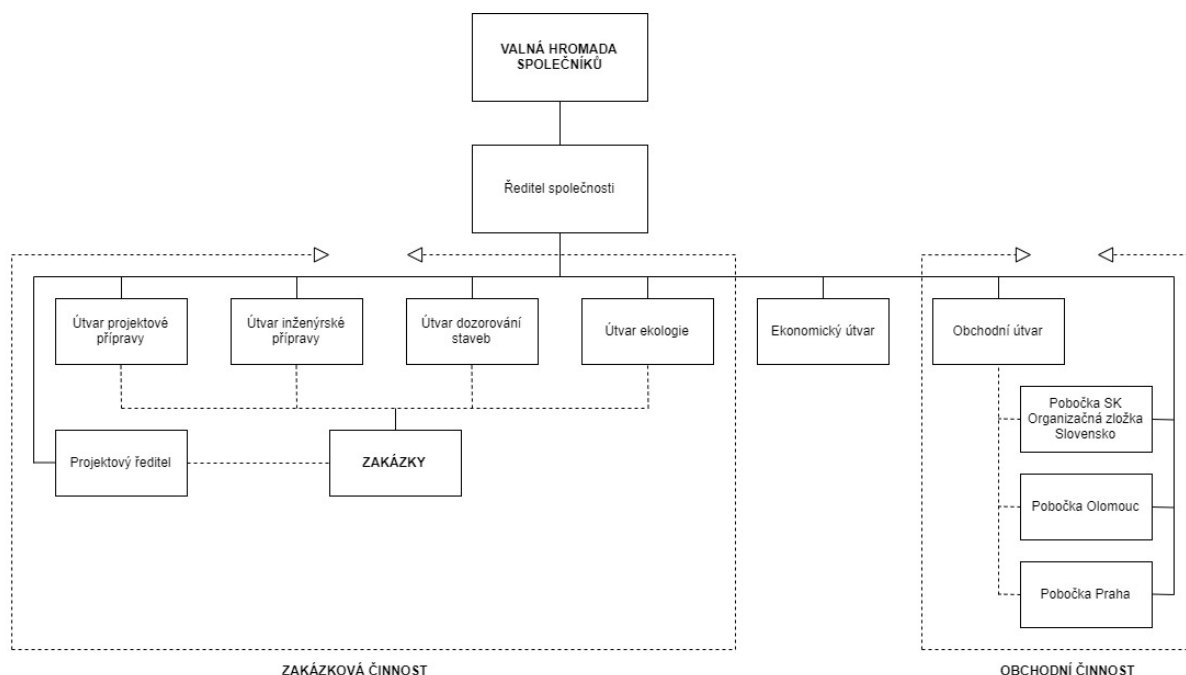 VALNÁ HROMADA
SPOLEČNÍKŮ
Ředitel společnosti
Útvar projektové
přípravy
Útvar inženýrské
přípravy
Útvar dozorování
staveb
Útvar ekologie
Ekonomický útvar
Obchodní útvar
Pobočka SK
Organizačná zložka
Slovensko
Projektový ředitel
ZAKÁZKY
Pobočka Olomouc
Pobočka Praha
ZAKÁZKOVÁ ČINNOST
OBCHODNÍ ČINNOST